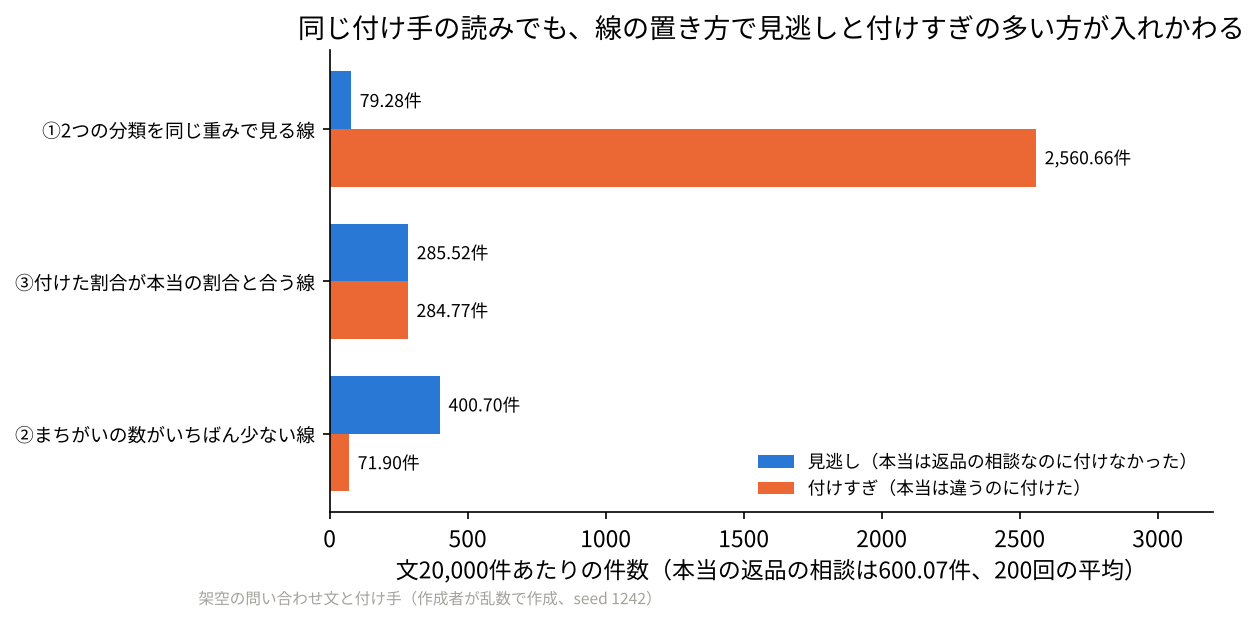 同じ付け手の読みでも、線の置き方で見逃しと付けすぎの多い方が入れかわる
79.28件
①2つの分類を同じ重みで見る線
2,560.66件
285.52件
③付けた割合が本当の割合と合う線
284.77件
400.70件
②まちがいの数がいちばん少ない線
71.90件
見逃し（本当は返品の相談なのに付けなかった）
付けすぎ（本当は違うのに付けた）
0 500 1000 1500 2000 2500 3000
文20,000件あたりの件数（本当の返品の相談は600.07件、200回の平均）
架空の問い合わせ文と付け手（作成者が乱数で作成、seed 1242）